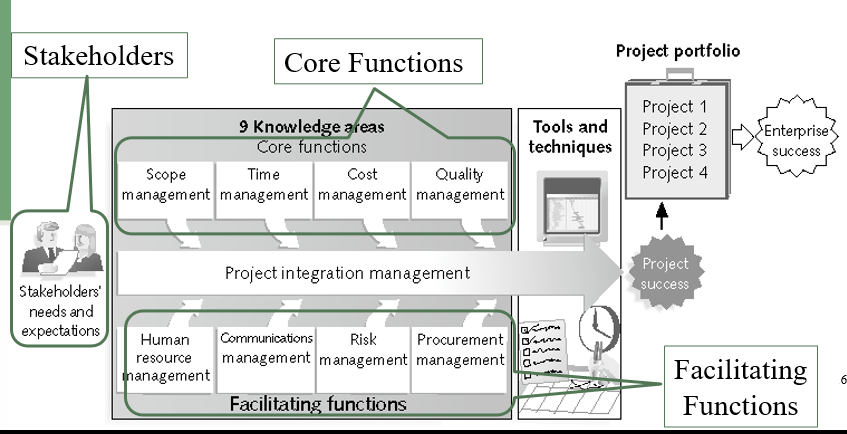 Stakeholders
Core Functions
Project portfolio
Project 1
Project 2
Project 3
Project 4
Enterprise
success
9 Knowledge areas
Core functions
Scope
management
Time
management
Cost
management
Quality
management
Tools and
techniques
Stakeholders'
needs and
expectations
Project integration management
Project
success
Human
resource
management
Communications
management
Risk
management
Procurement
management
Facilitating functions
Facilitating
Functions
6